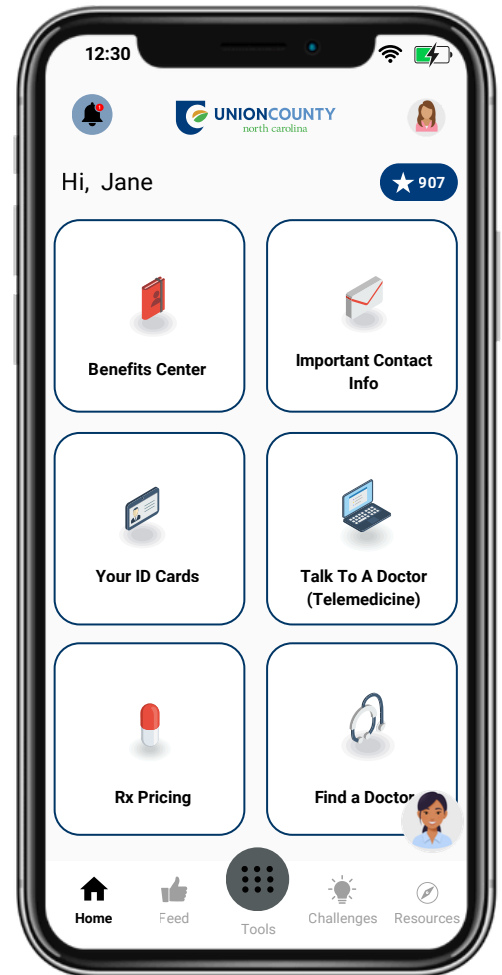 12:30
UNIONCOUNTY
north carolina
Hi, Jane
907
Benefits Center
Important Contact
Info
Your ID Cards
Talk To A Doctor
(Telemedicine)
Rx Pricing
Find a Doctor
Home
Feed
Tools
Challenges
Resources